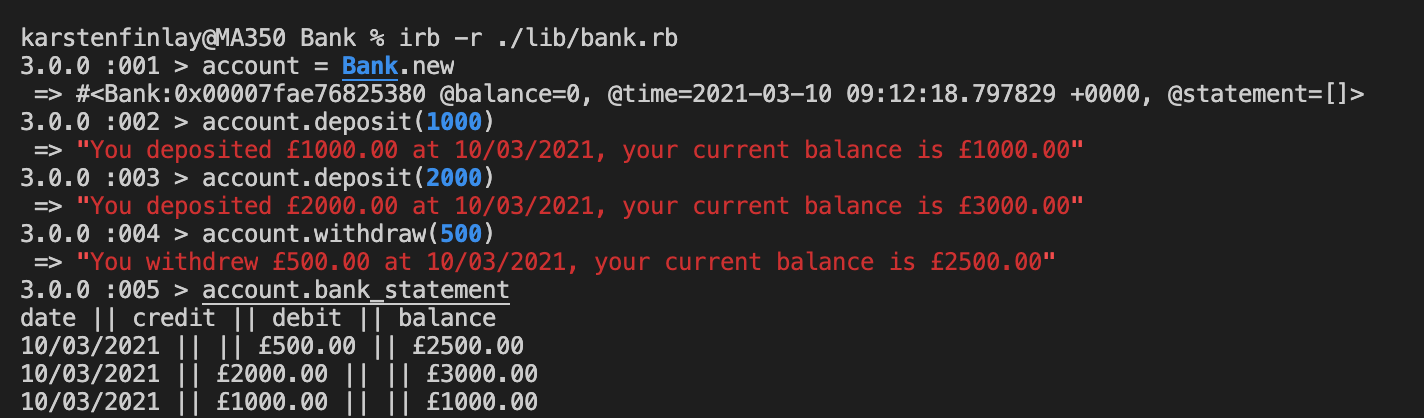 karstenfinlay@MA350 Bank % irb -r ./lib/bank.rb
3.0.0 :001 > account = Bank.new
 => #<Bank:0x00007fae76825380 @balance=0, @time=2021-03-10 09:12:18.797829 +0000, @statement=[]>
3.0.0 :002 > account.deposit(1000)
 => "You deposited £1000.00 at 10/03/2021, your current balance is £1000.00"
3.0.0 :003 > account.deposit(2000)
 => "You deposited £2000.00 at 10/03/2021, your current balance is £3000.00"
3.0.0 :004 > account.withdraw(500)
 => "You withdrew £500.00 at 10/03/2021, your current balance is £2500.00"
3.0.0 :005 > account.bank_statement
date || credit || debit || balance
10/03/2021 || || £500.00 || £2500.00
10/03/2021 || £2000.00 || || £3000.00
10/03/2021 || £1000.00 || || £1000.00